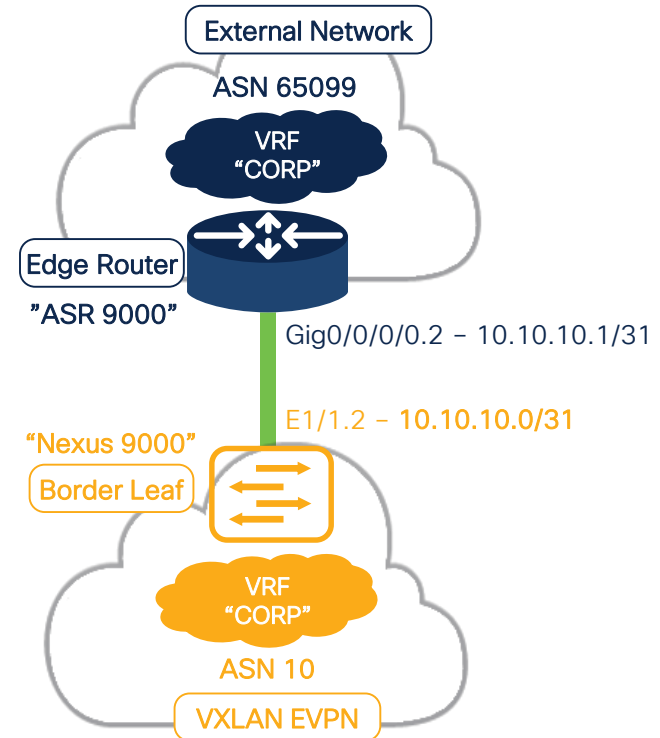 External Network
ASN 65099
VRF
“CORP”
Edge Router
”ASR 9000”
Gig0/0/0/0.2 – 10.10.10.1/31
E1/1.2 – 10.10.10.0/31
“Nexus 9000”
Border Leaf
VRF
“CORP”
ASN 10
VXLAN EVPN